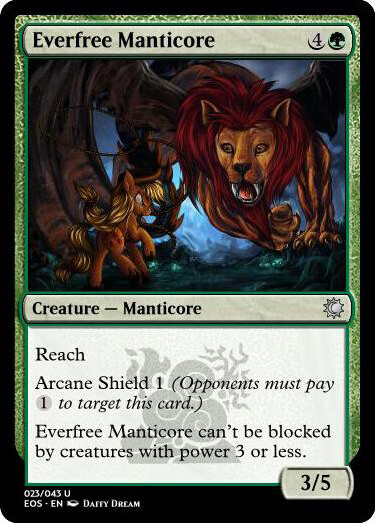 Everfree Manticore 4
Creature — Manticore
Reach
Arcane Shield 1 (Opponents must pay
1 to target this card.)
Everfree Manticore can't be blocked
by creatures with power 3 or less.
3/5
023/043 U
EOS • EN Daffy Dream